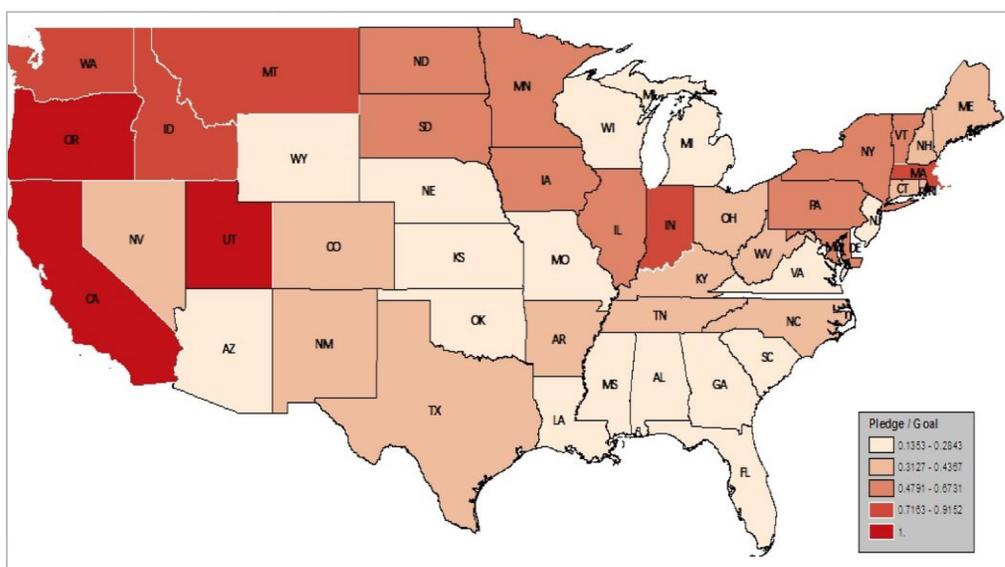 WA
MT
ND
MN
ME
VT
NH
OR
ID
SD
WI
MI
MI
NY
MA
CT
WY
IA
PA
NE
NJ
NV
UT
CO
IL
IN
OH
DE
WV
VA
KS
MO
KY
CA
OK
TN
NC
AZ
NM
AR
SC
TX
MS
AL
GA
LA
FL
Pledge / Goal
0.1353 - 0.2843
0.3127 - 0.4367
0.4791 - 0.6731
0.7163 - 0.9152
1.